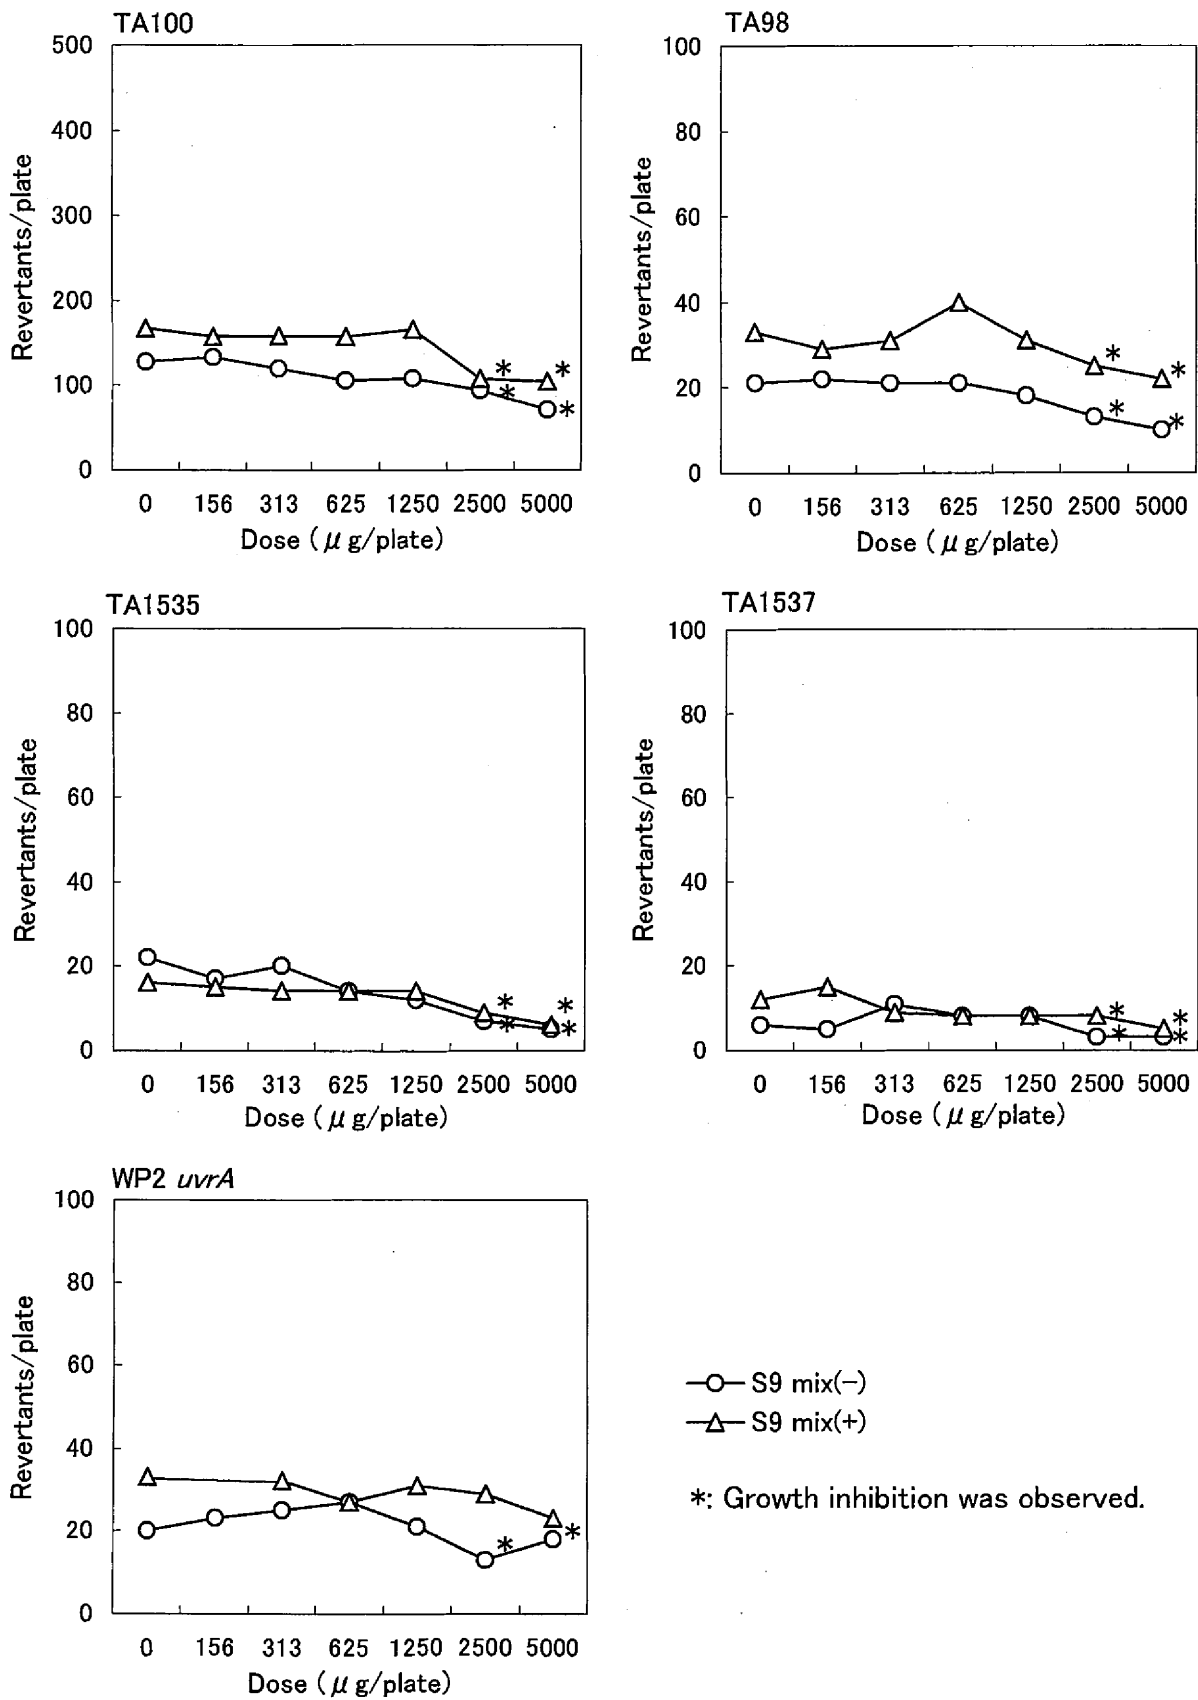 TA100
500
400
300
200
100
0
Revertants/plate
* *
* *
0 156 313 625 1250 2500 5000
Dose ( μ g/plate)
TA98
100
80
60
40
20
0
Revertants/plate
* *
* *
0 156 313 625 1250 2500 5000
Dose ( μ g/plate)
TA1535
100
80
60
40
20
0
Revertants/plate
* *
* *
0 156 313 625 1250 2500 5000
Dose ( μ g/plate)
TA1537
100
80
60
40
20
0
Revertants/plate
* *
* *
0 156 313 625 1250 2500 5000
Dose ( μ g/plate)
WP2 uvrA
100
80
60
40
20
0
Revertants/plate
* *
0 156 313 625 1250 2500 5000
Dose ( μ g/plate)
S9 mix(−)
S9 mix(+)
*: Growth inhibition was observed.